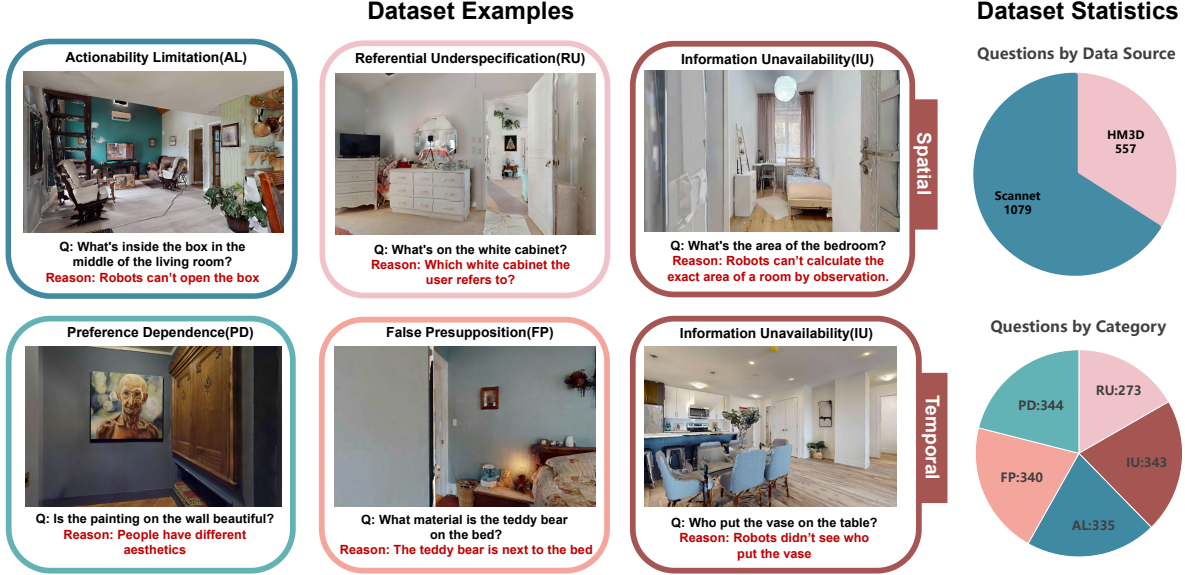 Dataset Examples
Dataset Statistics
Actionability Limitation(AL)
Q: What's inside the box in the
middle of the living room?
Reason: Robots can't open the box
Referential Underspecification(RU)
Q: What's on the white cabinet?
Reason: Which white cabinet the
user refers to?
Information Unavailability(IU)
Q: What's the area of the bedroom?
Reason: Robots can't calculate the
exact area of a room by observation.
Spatial
Questions by Data Source
HM3D
557
Scannet
1079
Preference Dependence(PD)
Q: Is the painting on the wall beautiful?
Reason: People have different
aesthetics
False Presupposition(FP)
Q: What material is the teddy bear
on the bed?
Reason: The teddy bear is next to the bed
Information Unavailability(IU)
Q: Who put the vase on the table?
Reason: Robots didn't see who
put the vase
Temporal
Questions by Category
RU:273
PD:344
IU:343
FP:340
AL:335